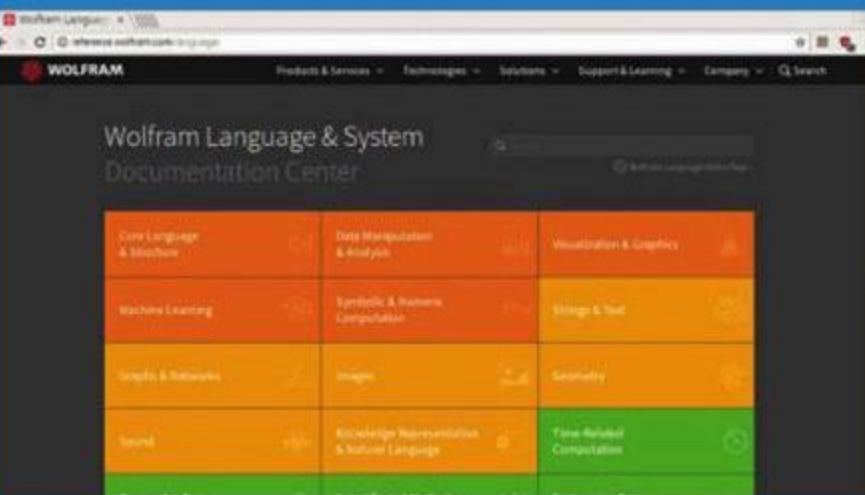 Wolfram Language
reference.wolfram.com/language
WOLFRAM
Products & Services
Technologies
Solutions
Support & Learning
Company
Search
Wolfram Language & System
Documentation Center
Core Language
& Structure
Data Manipulation
& Analysis
Visualization & Graphics
Machine Learning
Symbolic & Numeric
Computation
Strings & Text
Graphs & Networks
Images
Geometry
Sound
Knowledge Representation
& Natural Language
Time-Related
Computation